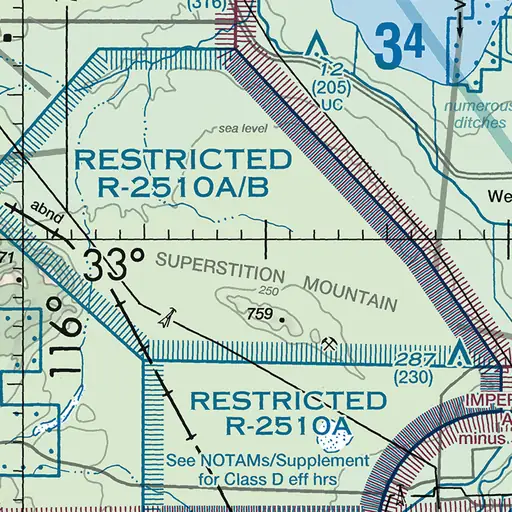 (316)
34
12
(205)
UC
numerous
ditches
sea level
RESTRICTED
R-2510A/B
We
abnd
33°
SUPERSTITION MOUNTAIN
250
759
71
116°
287
(230)
RESTRICTED
R-2510A
IMPER
A
minus
See NOTAMs/Supplement
for Class D eff hrs